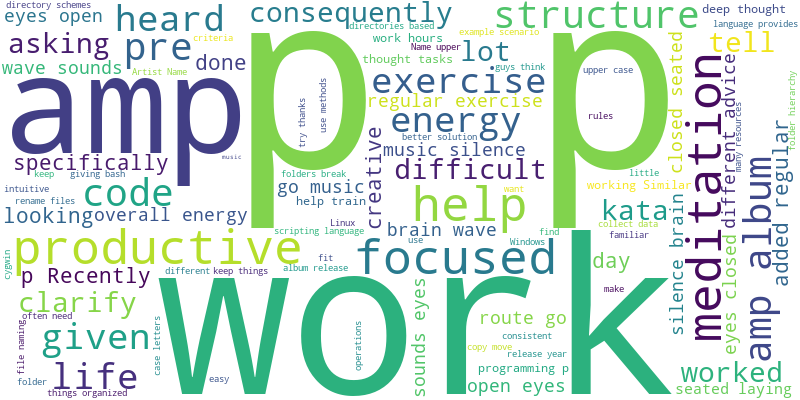 directory schemes
eyes open
heard
consequently
structure
deep thought
language provides
asking
pre
criteria
directories based
work hours
example scenario
Name upper
tell
wave sounds
Artist Name
done
thought tasks
lot
guys think
closed seated
different advice
folder hierarchy
amp
p p
exercise
upper case
regular exercise
try thanks
use methods
energy
rules
meditation
many resources
music
better solution
music silence
specifically
creative
difficult
little
keep
giving bash
folders break
code
go music
help
want
working Similar
intuitive
rename files
help train
kata
collect data
looking
overall energy
Linux
scripting language
brain wave
use
find
familiar
silence brain
eyes closed
amp album
added regular
productive
focused
Windows
cygwin
p Recently
different
keep things
fit
album release
day
make
clarify
often need
work
sounds eyes
route go
consistent
given
file naming
case letters
operations
copy move
release year
programming p
life
folder
easy
things organized
open eyes
worked
seated laying